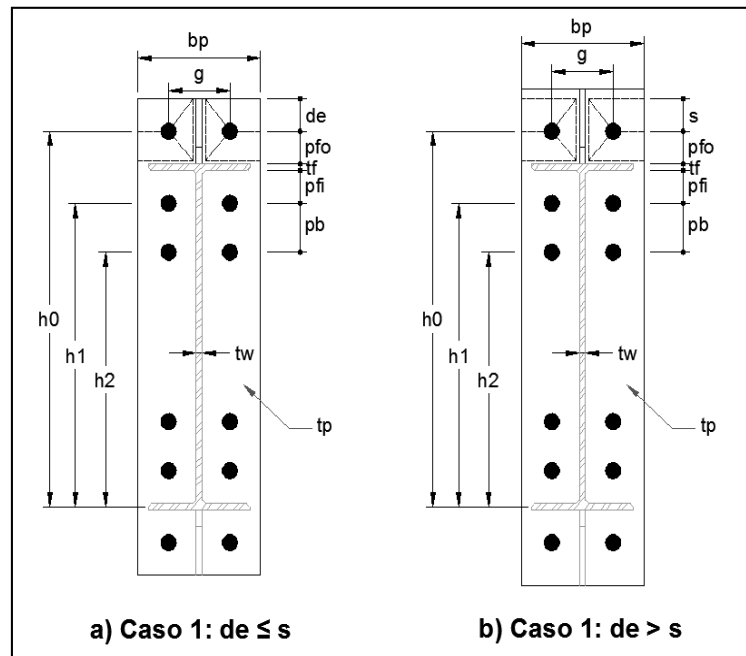 bp
g
de
pfo
tf
pfi
pb
h0
h1
h2
tw
tp
a) Caso 1: de ≤ s
bp
g
s
pfo
tf
pfi
pb
h0
h1
h2
tw
tp
b) Caso 1: de > s